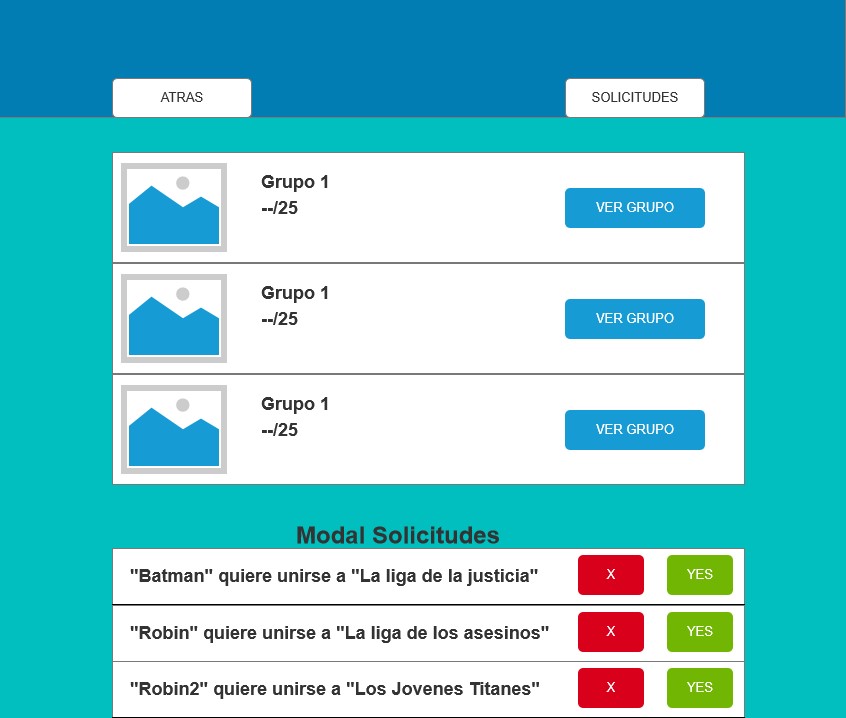 ATRAS SOLICITUDES
Grupo 1
--/25
VER GRUPO
Grupo 1
--/25
VER GRUPO
Grupo 1
--/25
VER GRUPO
Modal Solicitudes
"Batman" quiere unirse a "La liga de la justicia" X YES
"Robin" quiere unirse a "La liga de los asesinos" X YES
"Robin2" quiere unirse a "Los Jovenes Titanes" X YES